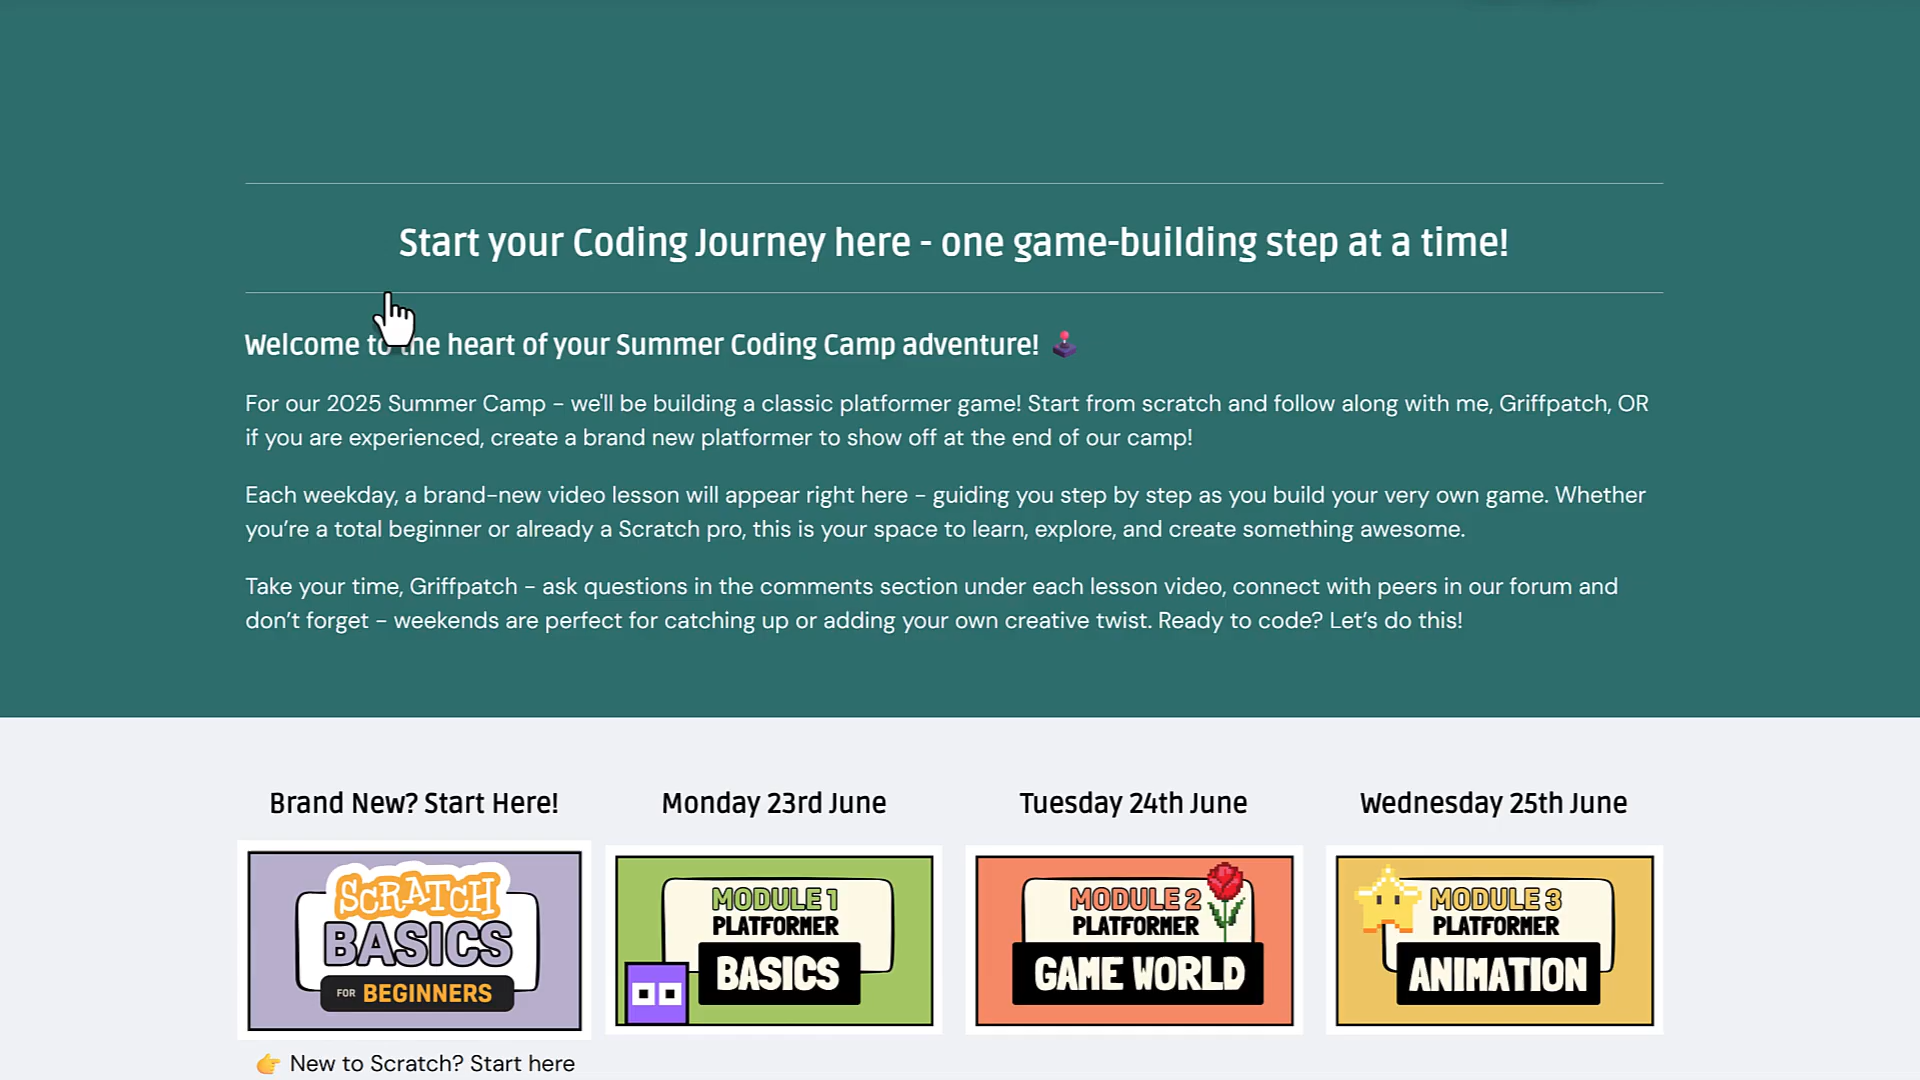 Start your Coding Journey here - one game-building step at a time!
Welcome to the heart of your Summer Coding Camp adventure!
For our 2025 Summer Camp – we'll be building a classic platformer game! Start from scratch and follow along with me, Griffpatch, OR
if you are experienced, create a brand new platformer to show off at the end of our camp!
Each weekday, a brand-new video lesson will appear right here – guiding you step by step as you build your very own game. Whether
you’re a total beginner or already a Scratch pro, this is your space to learn, explore, and create something awesome.
Take your time, Griffpatch – ask questions in the comments section under each lesson video, connect with peers in our forum and
don’t forget – weekends are perfect for catching up or adding your own creative twist. Ready to code? Let’s do this!
Brand New? Start Here!
SCRATCH
BASICS
FOR BEGINNERS
👉 New to Scratch? Start here
Monday 23rd June
MODULE 1
PLATFORMER
BASICS
Tuesday 24th June
MODULE 2
PLATFORMER
GAME WORLD
Wednesday 25th June
MODULE 3
PLATFORMER
ANIMATION